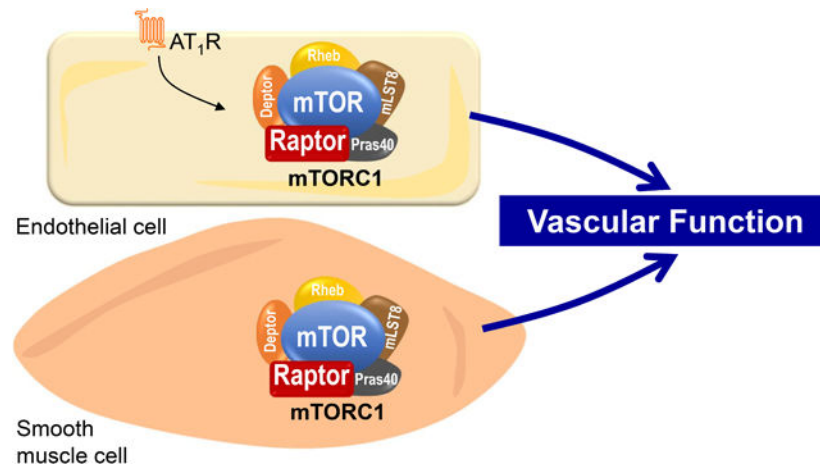 AT₁R
Rheb
Deptor
mTOR
mLST8
Raptor
Pras40
mTORC1
Endothelial cell
Vascular Function
Rheb
Deptor
mTOR
mLST8
Raptor
Pras40
mTORC1
Smooth
muscle cell